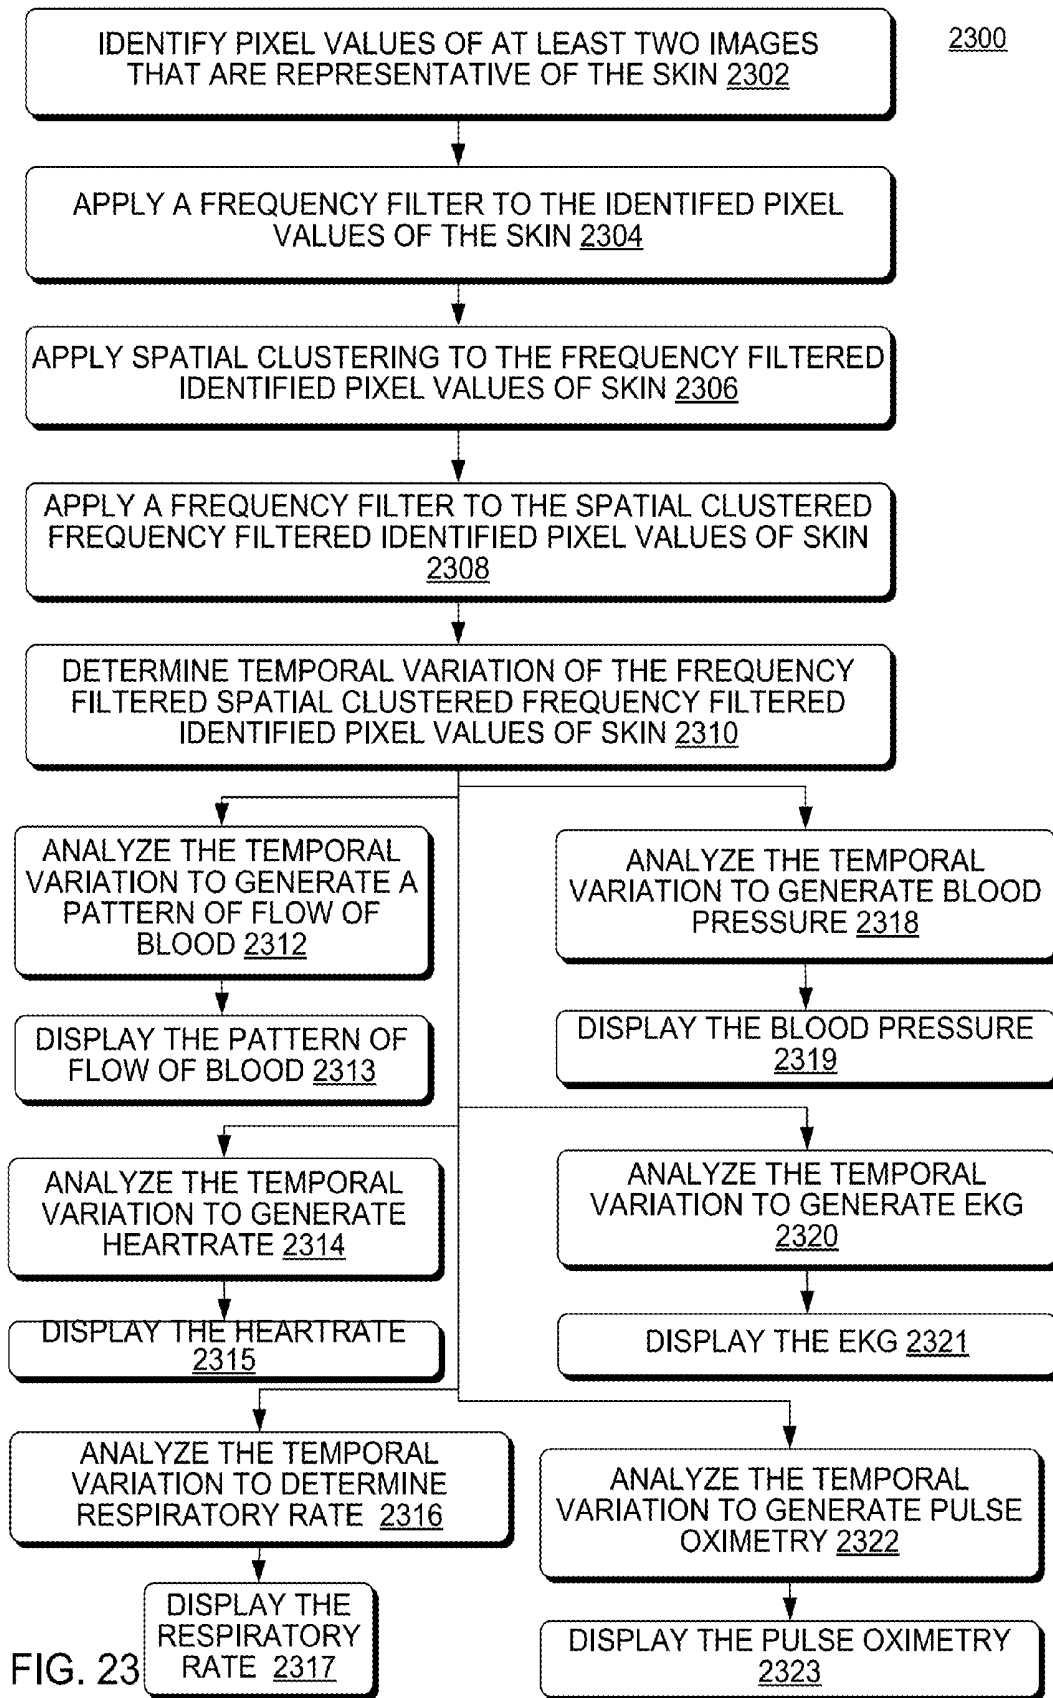 IDENTIFY PIXEL VALUES OF AT LEAST TWO IMAGES
THAT ARE REPRESENTATIVE OF THE SKIN 2302
2300
APPLY A FREQUENCY FILTER TO THE IDENTIFED PIXEL
VALUES OF THE SKIN 2304
APPLY SPATIAL CLUSTERING TO THE FREQUENCY FILTERED
IDENTIFIED PIXEL VALUES OF SKIN 2306
APPLY A FREQUENCY FILTER TO THE SPATIAL CLUSTERED
FREQUENCY FILTERED IDENTIFIED PIXEL VALUES OF SKIN
2308
DETERMINE TEMPORAL VARIATION OF THE FREQUENCY
FILTERED SPATIAL CLUSTERED FREQUENCY FILTERED
IDENTIFIED PIXEL VALUES OF SKIN 2310
ANALYZE THE TEMPORAL
VARIATION TO GENERATE A
PATTERN OF FLOW OF
BLOOD 2312
DISPLAY THE PATTERN OF
FLOW OF BLOOD 2313
ANALYZE THE TEMPORAL
VARIATION TO GENERATE BLOOD
PRESSURE 2318
DISPLAY THE BLOOD PRESSURE
2319
ANALYZE THE TEMPORAL
VARIATION TO GENERATE
HEARTRATE 2314
DISPLAY THE HEARTRATE
2315
ANALYZE THE TEMPORAL
VARIATION TO GENERATE EKG
2320
DISPLAY THE EKG 2321
ANALYZE THE TEMPORAL
VARIATION TO DETERMINE
RESPIRATORY RATE 2316
DISPLAY THE
RESPIRATORY
RATE 2317
ANALYZE THE TEMPORAL
VARIATION TO GENERATE PULSE
OXIMETRY 2322
DISPLAY THE PULSE OXIMETRY
2323
FIG. 23